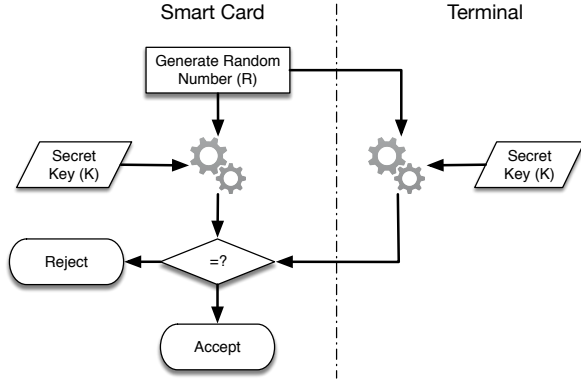 Smart Card
Terminal
Generate Random
Number (R)
Secret
Key (K)
Secret
Key (K)
Reject
=?
Accept